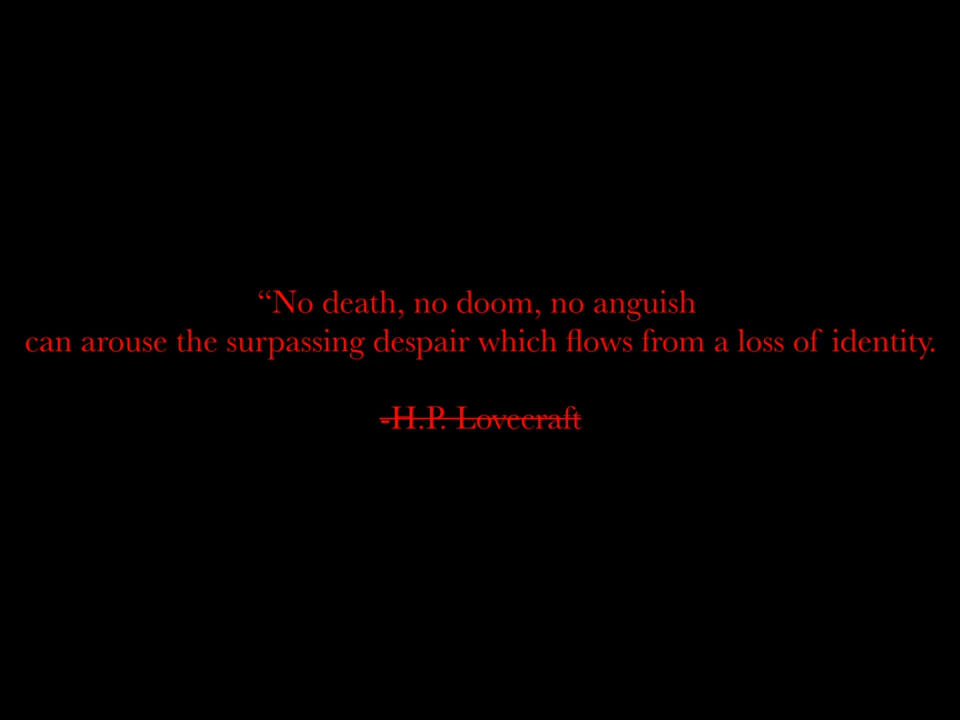 “No death, no doom, no anguish
can arouse the surpassing despair which flows from a loss of identity.
-H.P. Lovecraft